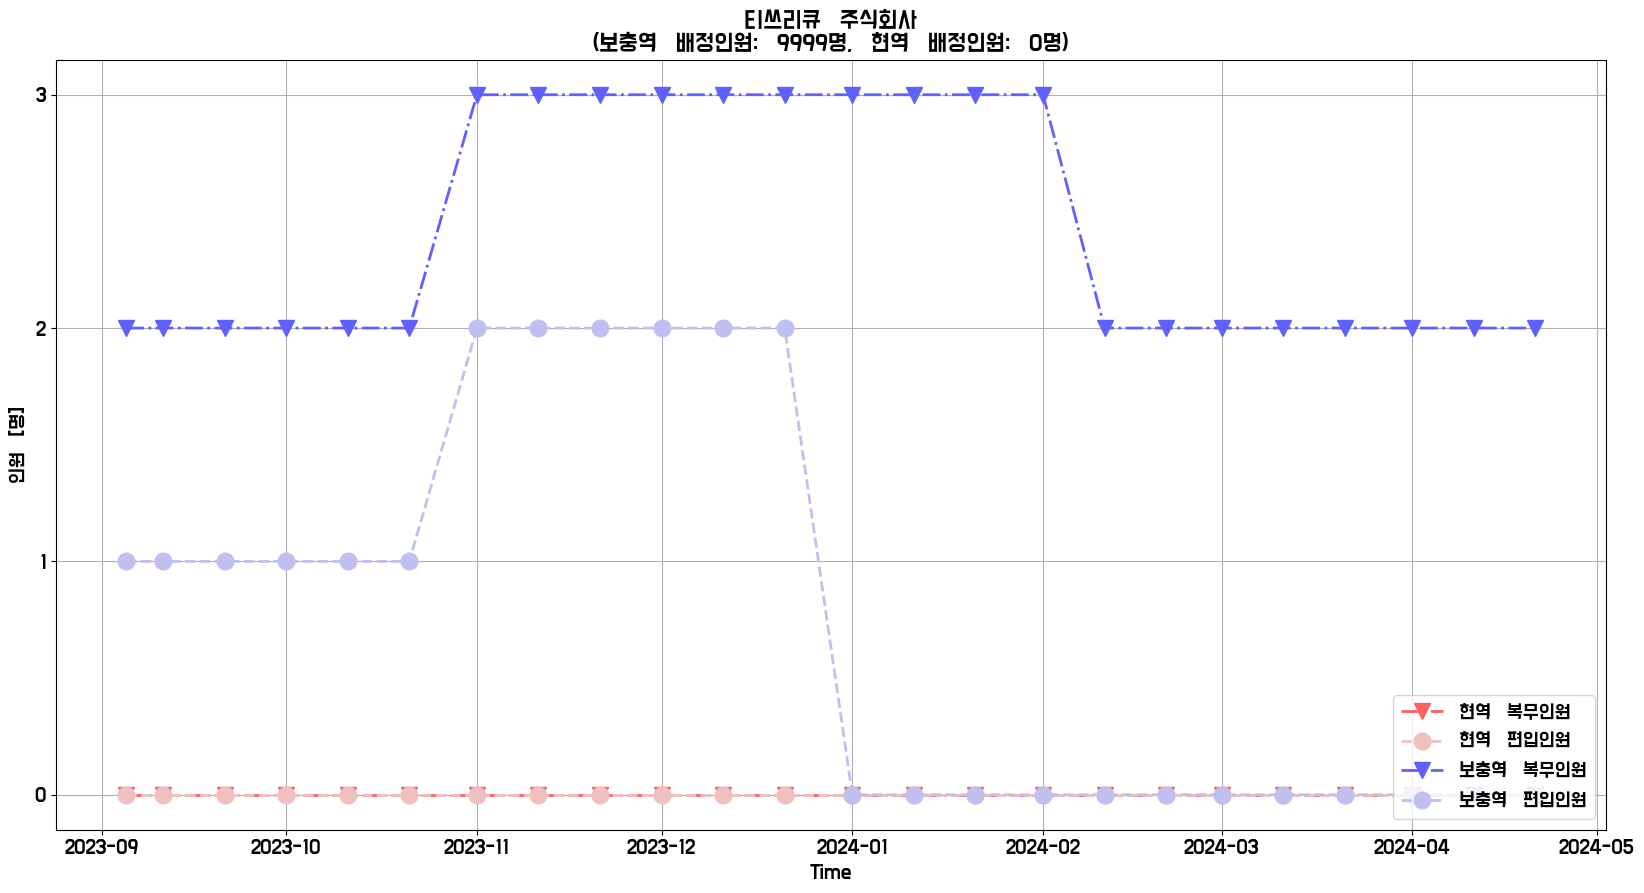 티쓰리큐 주식회사
(보충역 배정인원: 9999명, 현역 배정인원: 0명)
3
2
1
0
인원 [명]
2023-09 2023-10 2023-11 2023-12 2024-01 2024-02 2024-03 2024-04 2024-05
Time
현역 복무인원
현역 편입인원
보충역 복무인원
보충역 편입인원